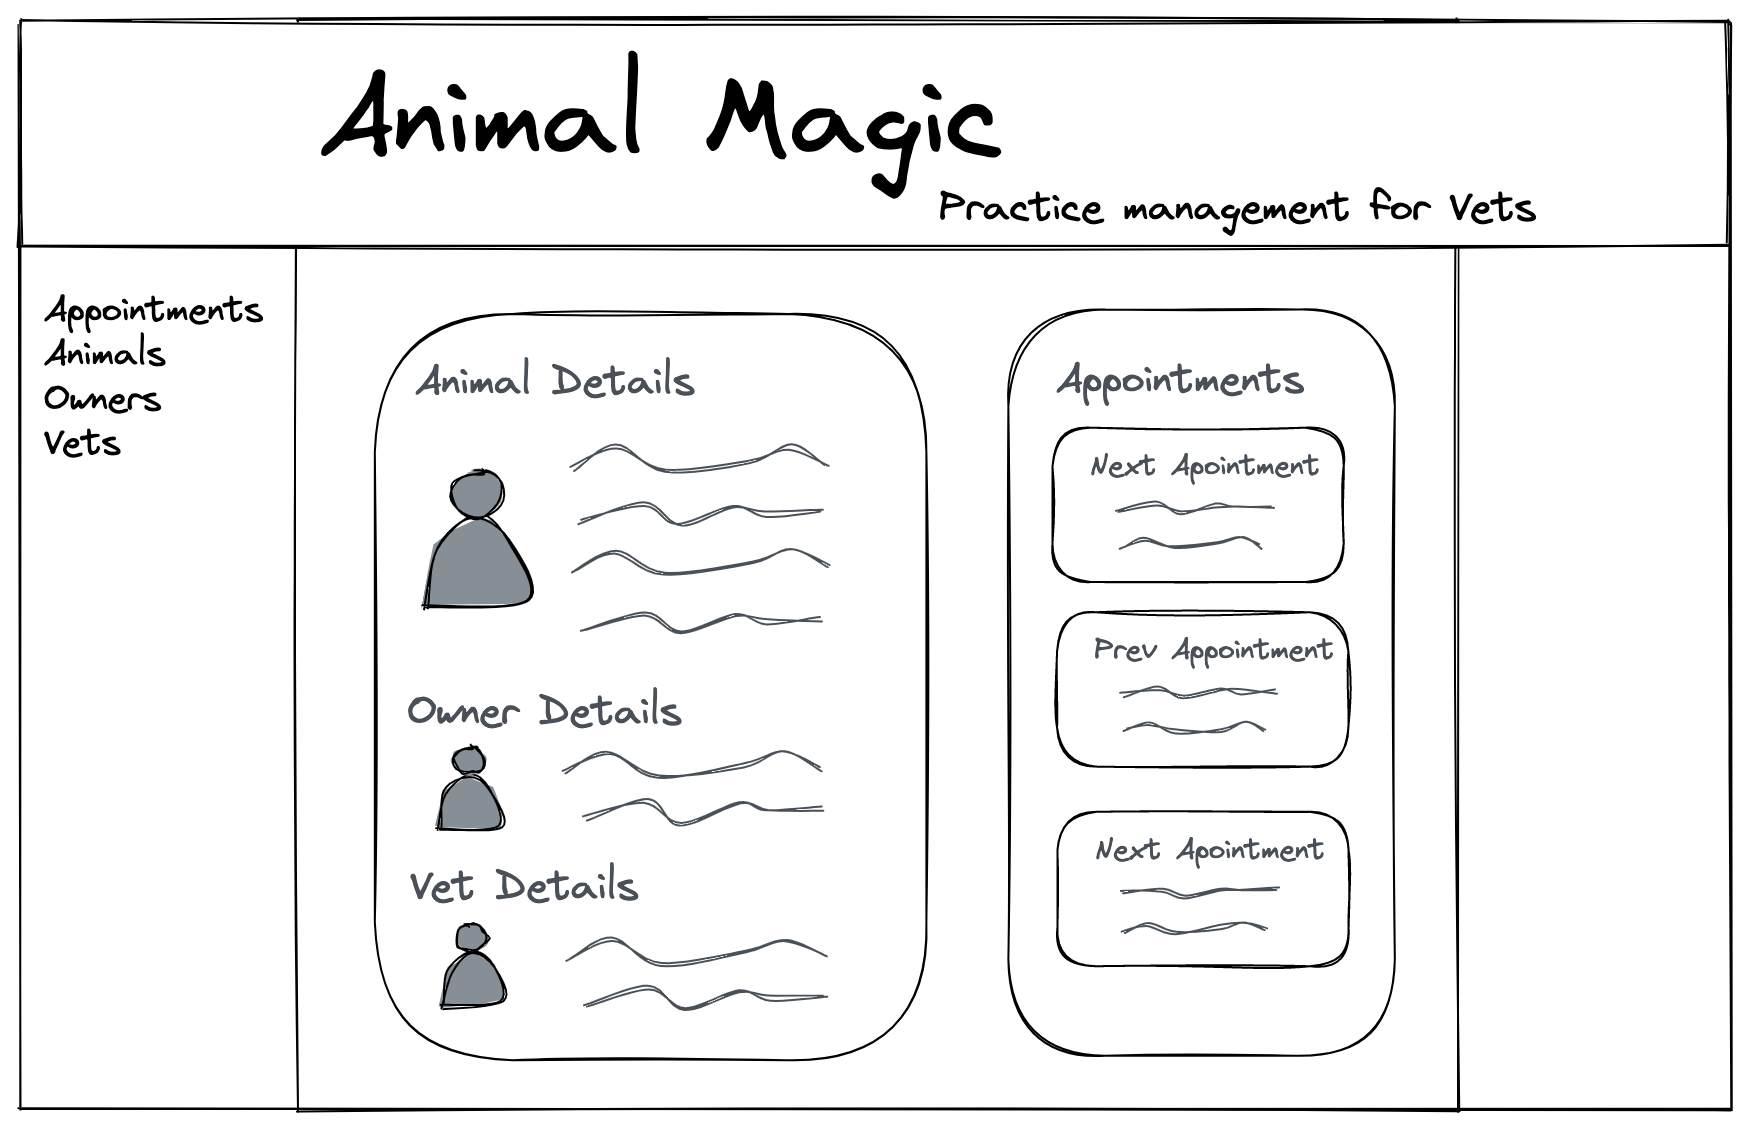 Animal Magic
Practice management for Vets
Appointments
Animals
Owners
Vets
Animal Details
Owner Details
Vet Details
Appointments
Next Apointment
Prev Appointment
Next Apointment